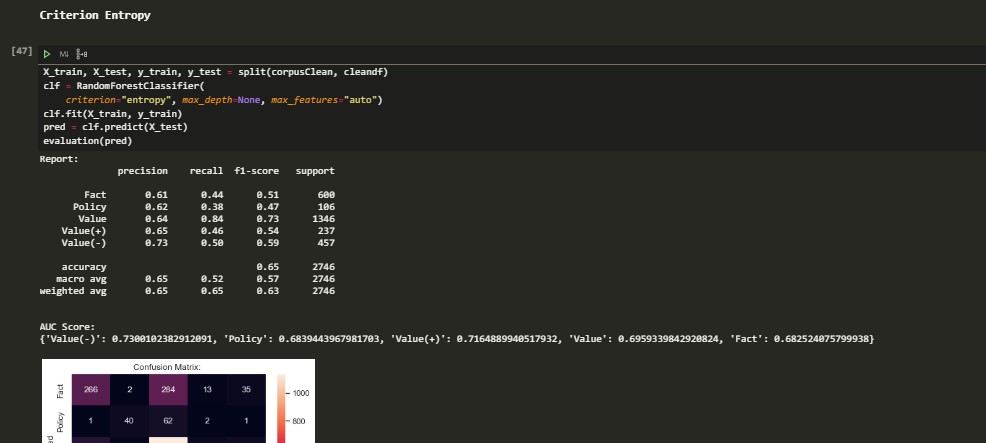 Criterion Entropy
[47]
M↓
X_train, X_test, y_train, y_test = split(corpusClean, cleandf)
clf = RandomForestClassifier(
criterion="entropy", max_depth=None, max_features="auto")
clf.fit(X_train, y_train)
pred = clf.predict(X_test)
evaluation(pred)
Report:
precision recall f1-score support
Fact 0.61 0.44 0.51 600
Policy 0.62 0.38 0.47 106
Value 0.64 0.84 0.73 1346
Value(+) 0.65 0.46 0.54 237
Value(-) 0.73 0.50 0.59 457
accuracy 0.65 2746
macro avg 0.65 0.52 0.57 2746
weighted avg 0.65 0.65 0.63 2746
AUC Score:
{'Value(-)': 0.7300102382912091, 'Policy': 0.6839443967981703, 'Value(+)': 0.7164889940517932, 'Value': 0.6959339842920824, 'Fact': 0.682524075799938}
Confusion Matrix:
Fact 266 2 284 13 35
1000
Policy 1 40 62 2 1
800